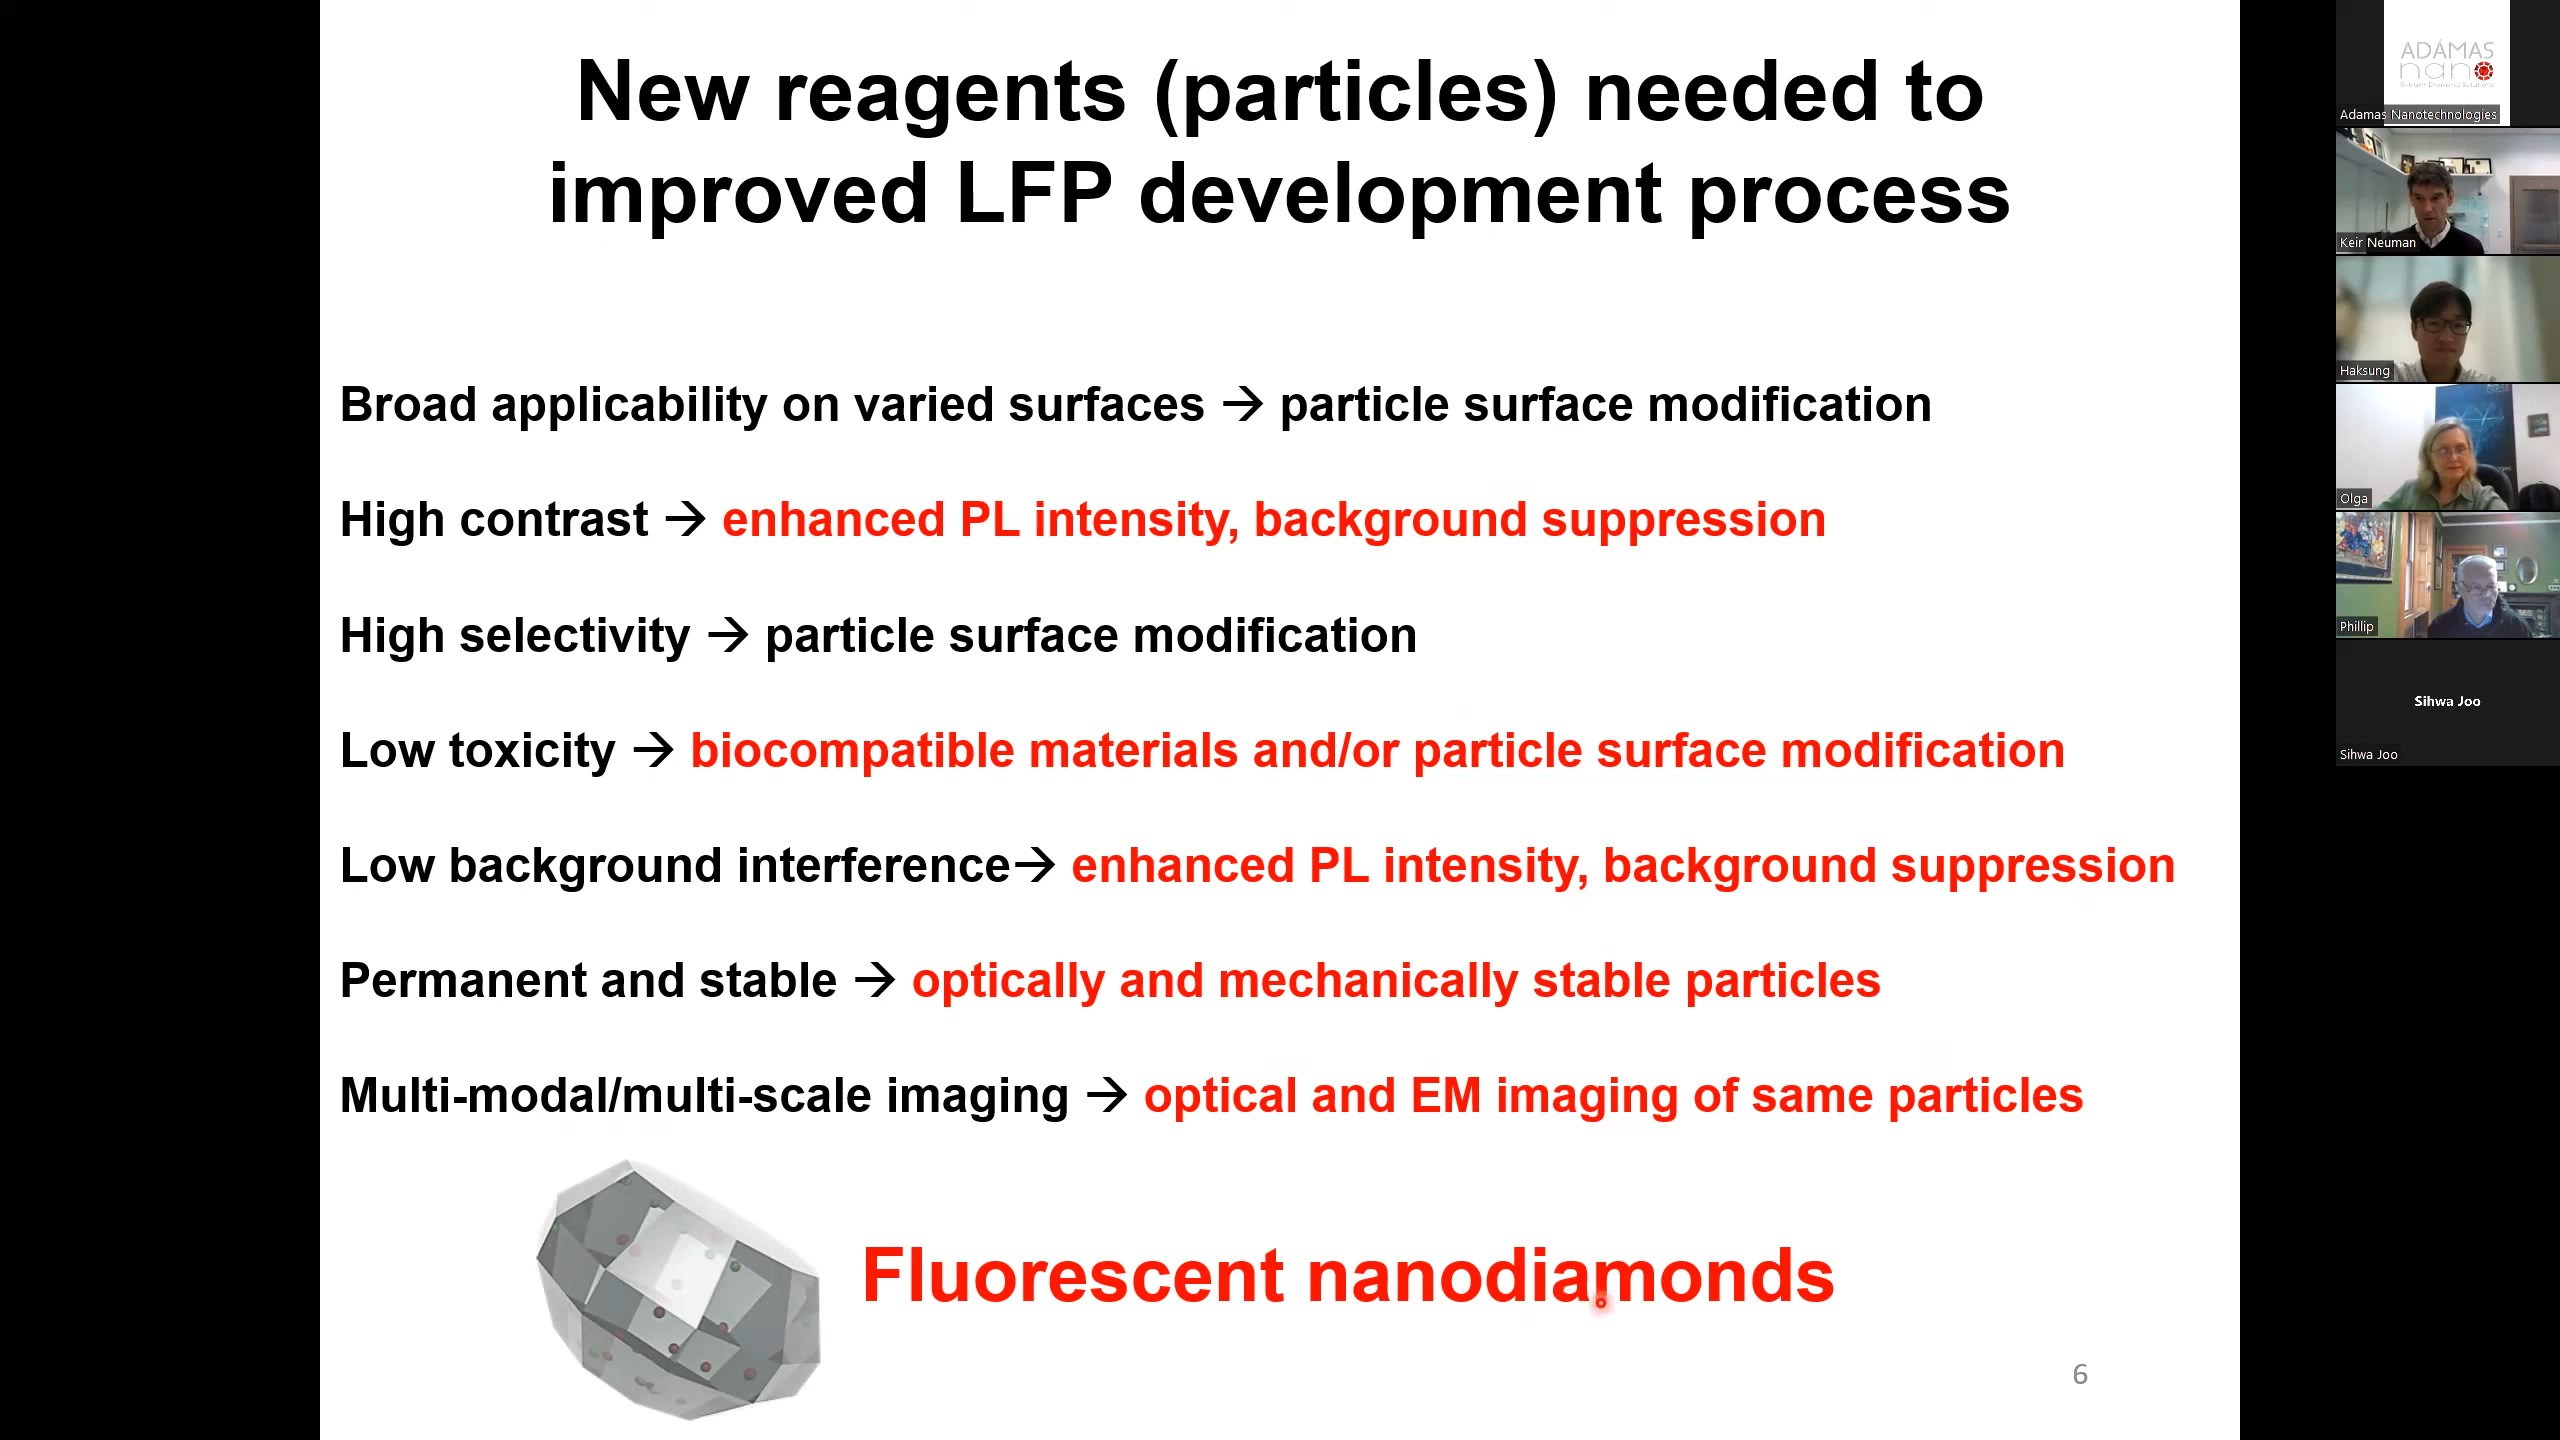 New reagents (particles) needed to
improved LFP development process
Broad applicability on varied surfaces → particle surface modification
High contrast → enhanced PL intensity, background suppression
High selectivity → particle surface modification
Low toxicity → biocompatible materials and/or particle surface modification
Low background interference→ enhanced PL intensity, background suppression
Permanent and stable → optically and mechanically stable particles
Multi-modal/multi-scale imaging → optical and EM imaging of same particles
Fluorescent nanodiamonds
6
ADÁMAS
nano
Brilliant Diamond Solutions
Adamas Nanotechnologies
Keir Neuman
Haksung
Olga
Phillip
Sihwa Joo
Sihwa Joo